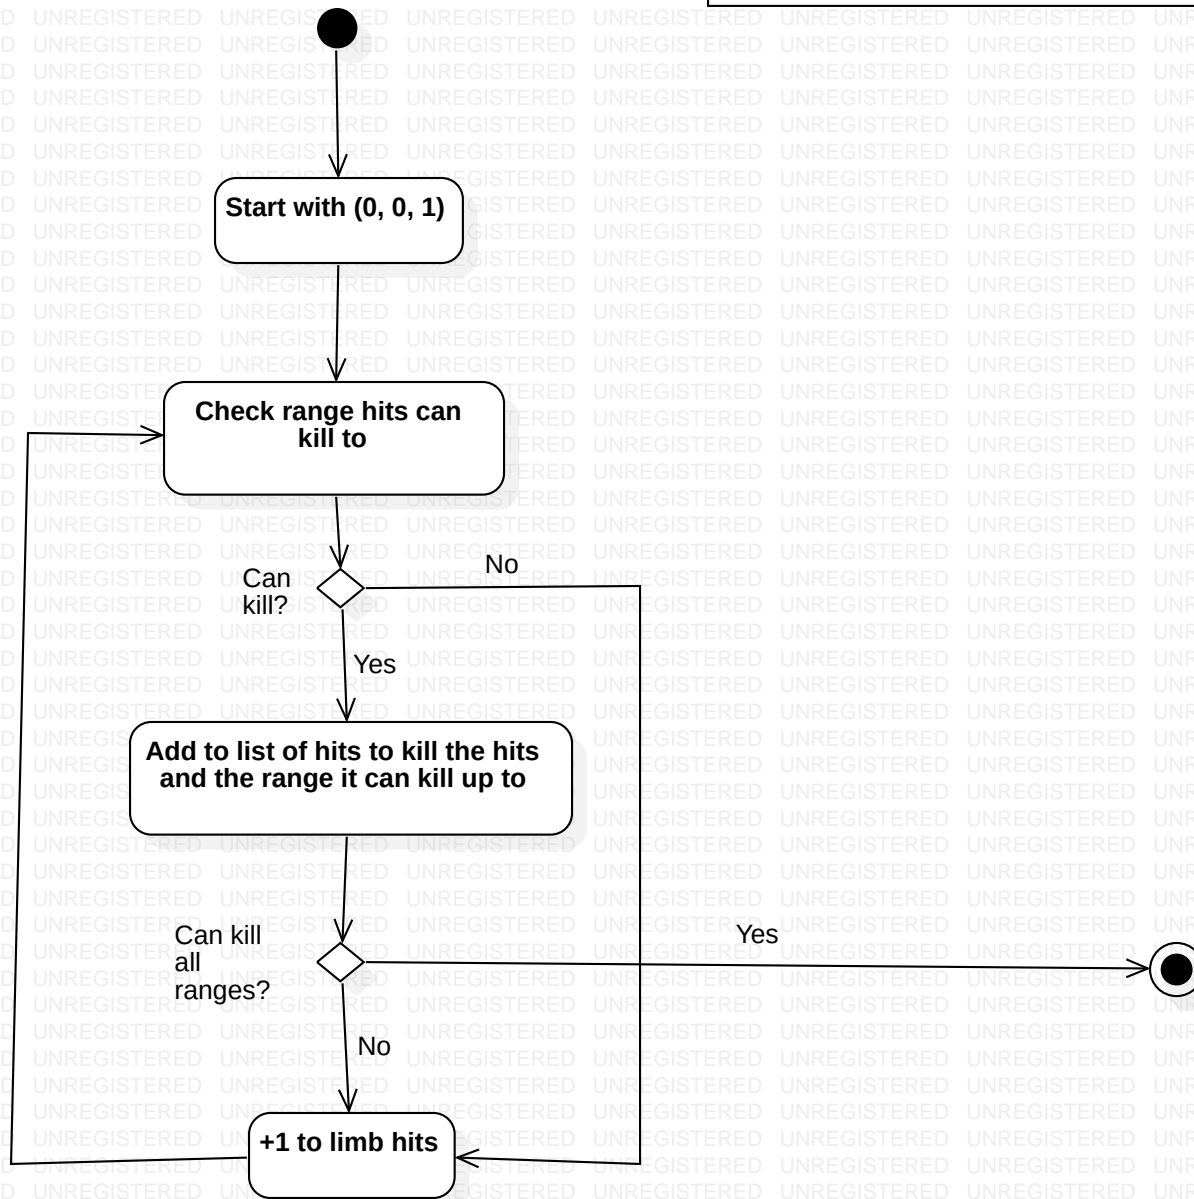 Start with (0, 0, 1)
Check range hits can
kill to
Can
kill?
No
Yes
Add to list of hits to kill the hits
and the range it can kill up to
Can kill
all
ranges?
Yes
No
+1 to limb hits
UNREGISTERED